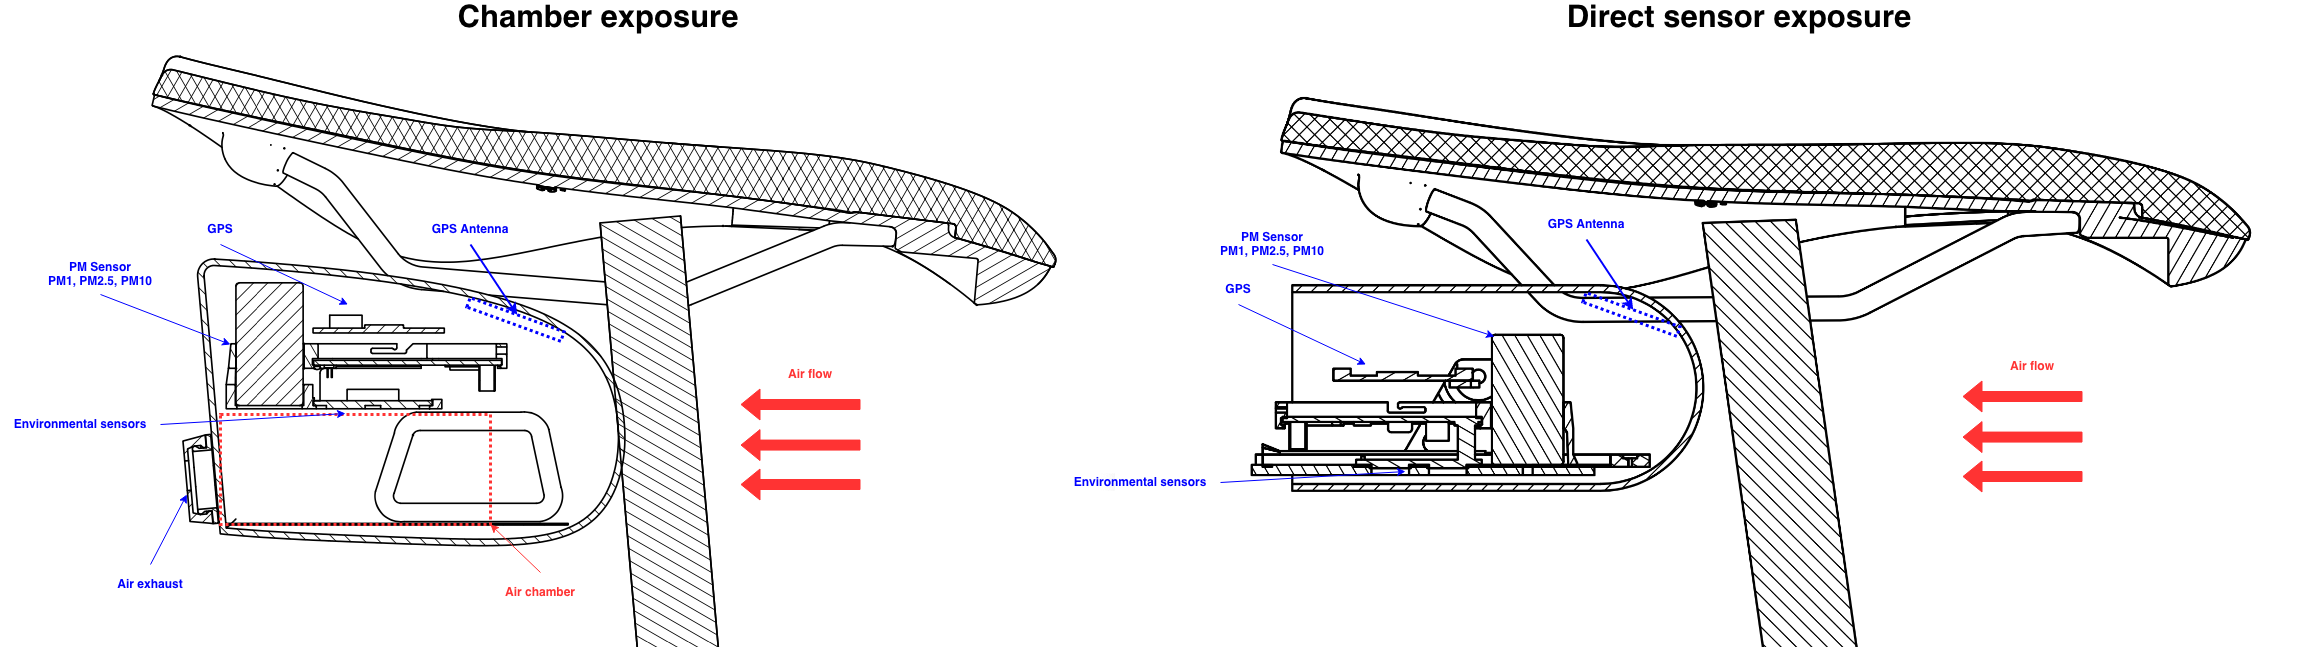 Chamber exposure
GPS
GPS Antenna
PM Sensor
PM1, PM2.5, PM10
Air flow
Environmental sensors
Air exhaust
Air chamber
Direct sensor exposure
GPS Antenna
PM Sensor
PM1, PM2.5, PM10
GPS
Air flow
Environmental sensors